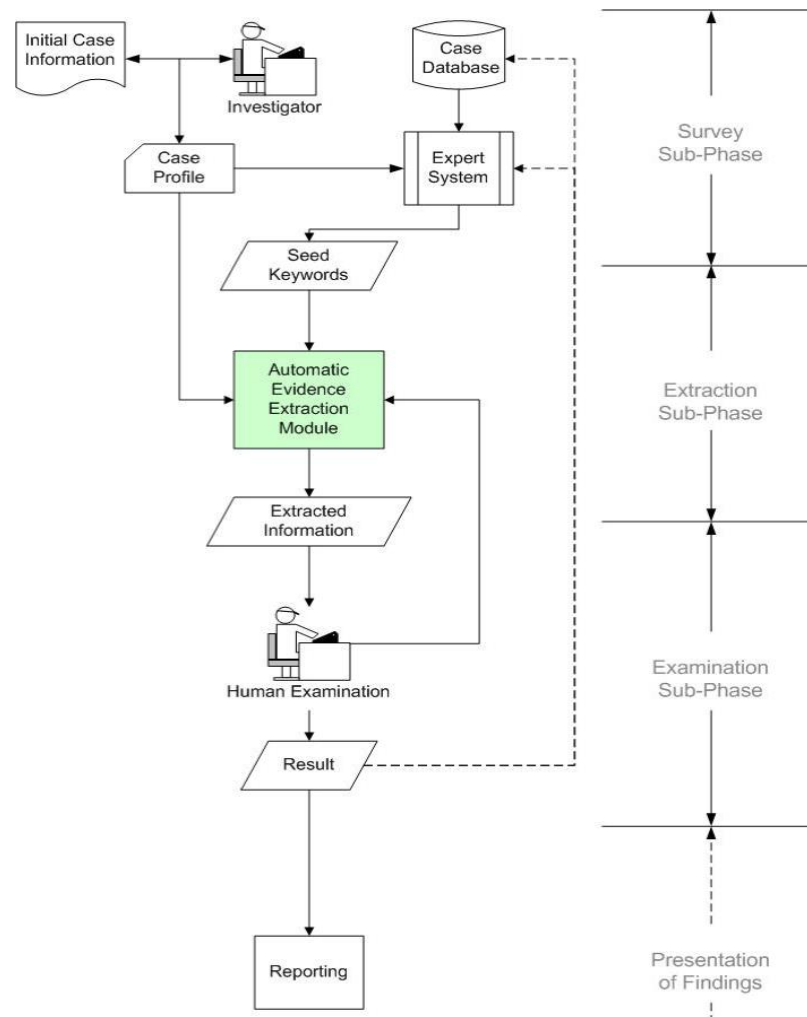 Initial Case
Information
Investigator
Case
Database
Case
Profile
Expert
System
Survey
Sub-Phase
Seed
Keywords
Automatic
Evidence
Extraction
Module
Extraction
Sub-Phase
Extracted
Information
Human Examination
Examination
Sub-Phase
Result
Reporting
Presentation
of Findings